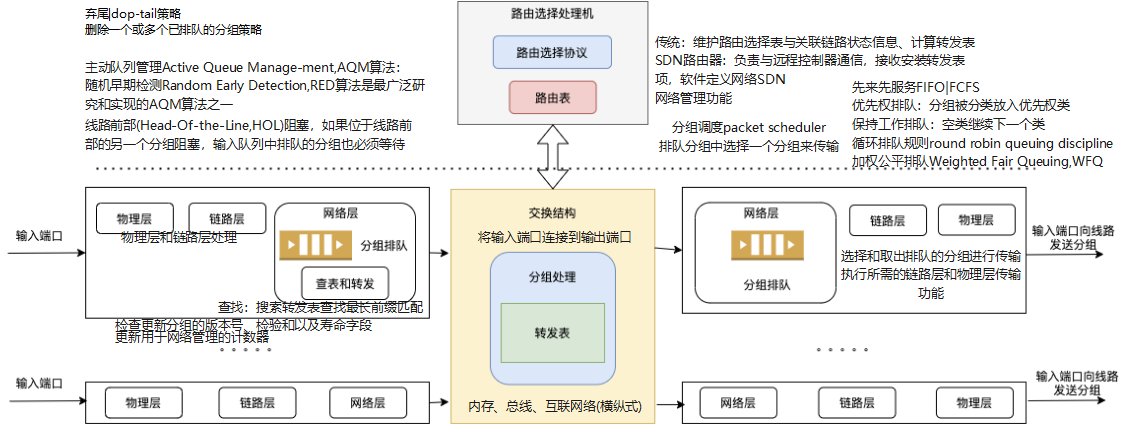 弃尾|dop-tail策略
删除一个或多个已排队的分组策略
主动队列管理Active Queue Manage-ment,AQM算法：
随机早期检测Random Early Detection,RED算法是最广泛研
究和实现的AQM算法之一
线路前部(Head-Of-the-Line,HOL)阻塞，如果位于线路前
部的另一个分组阻塞，输入队列中排队的分组也必须等待
路由选择处理机
路由选择协议
路由表
传统：维护路由选择表与关联链路状态信息、计算转发表
SDN路由器：负责与远程控制器通信，接收安装转发表
项，软件定义网络SDN
网络管理功能
分组调度packet scheduler
排队分组中选择一个分组来传输
先来先服务FIFO|FCFS
优先权排队：分组被分类放入优先权类
保持工作排队：空类继续下一个类
循环排队规则round robin queuing discipline
加权公平排队Weighted Fair Queuing,WFQ
输入端口
物理层
链路层
物理层和链路层处理
网络层
分组排队
查表和转发
查找：搜索转发表查找最长前缀匹配
检查更新分组的版本号、检验和以及寿命字段
更新用于网络管理的计数器
交换结构
将输入端口连接到输出端口
分组处理
转发表
内存、总线、互联网络(横纵式)
网络层
分组排队
链路层
物理层
选择和取出排队的分组进行传输
执行所需的链路层和物理层传输
功能
输入端口向线路
发送分组
输入端口
物理层
链路层
网络层
网络层
链路层
物理层
输入端口向线路
发送分组